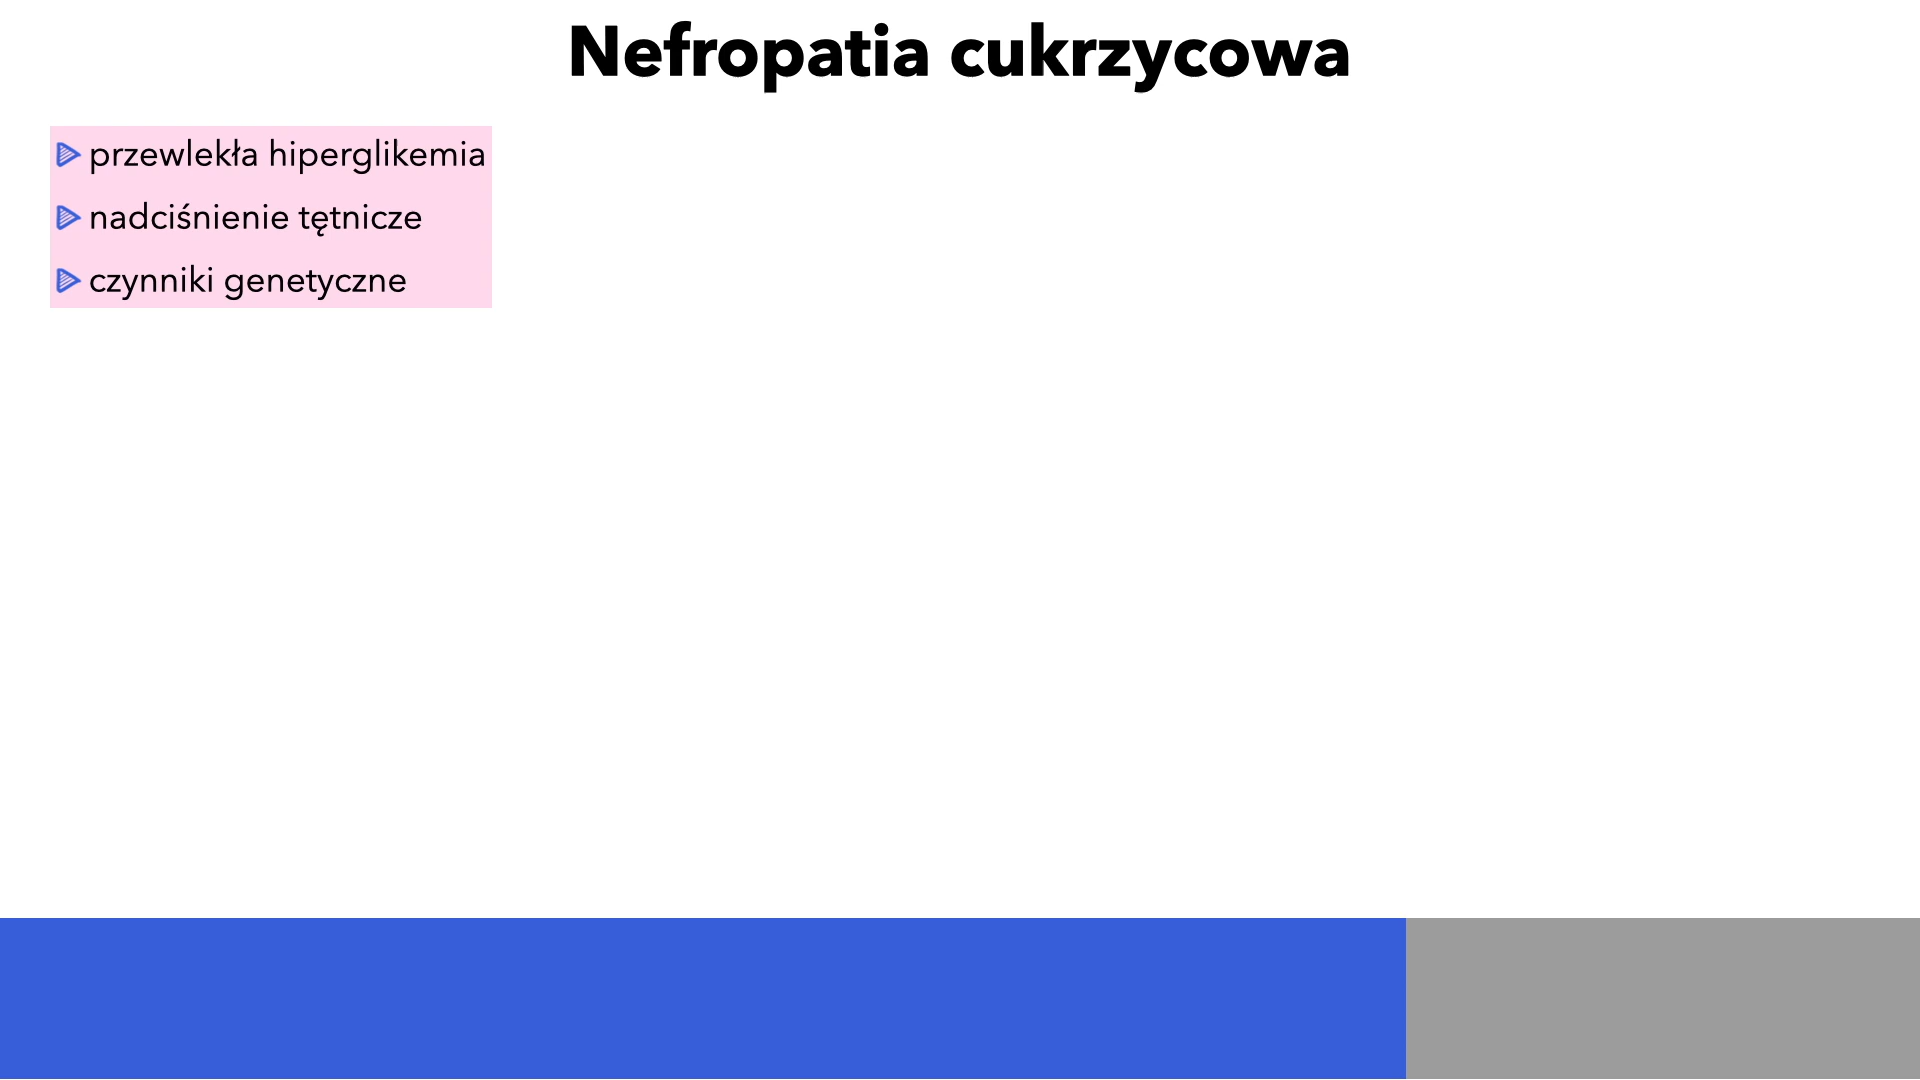 Nefropatia cukrzycowa
przewlekła hiperglikemia
nadciśnienie tętnicze
czynniki genetyczne